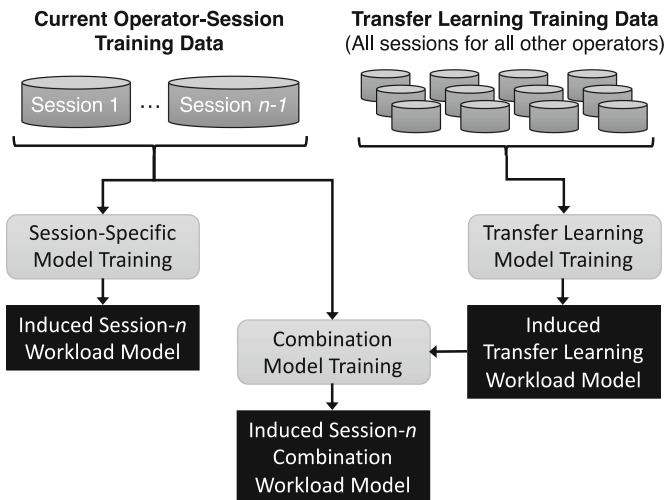 Current Operator-Session
Training Data
Transfer Learning Training Data
(All sessions for all other operators)
Session 1
...
Session n-1
Session-Specific
Model Training
Transfer Learning
Model Training
Induced Session-n
Workload Model
Combination
Model Training
Induced
Transfer Learning
Workload Model
Induced Session-n
Combination
Workload Model